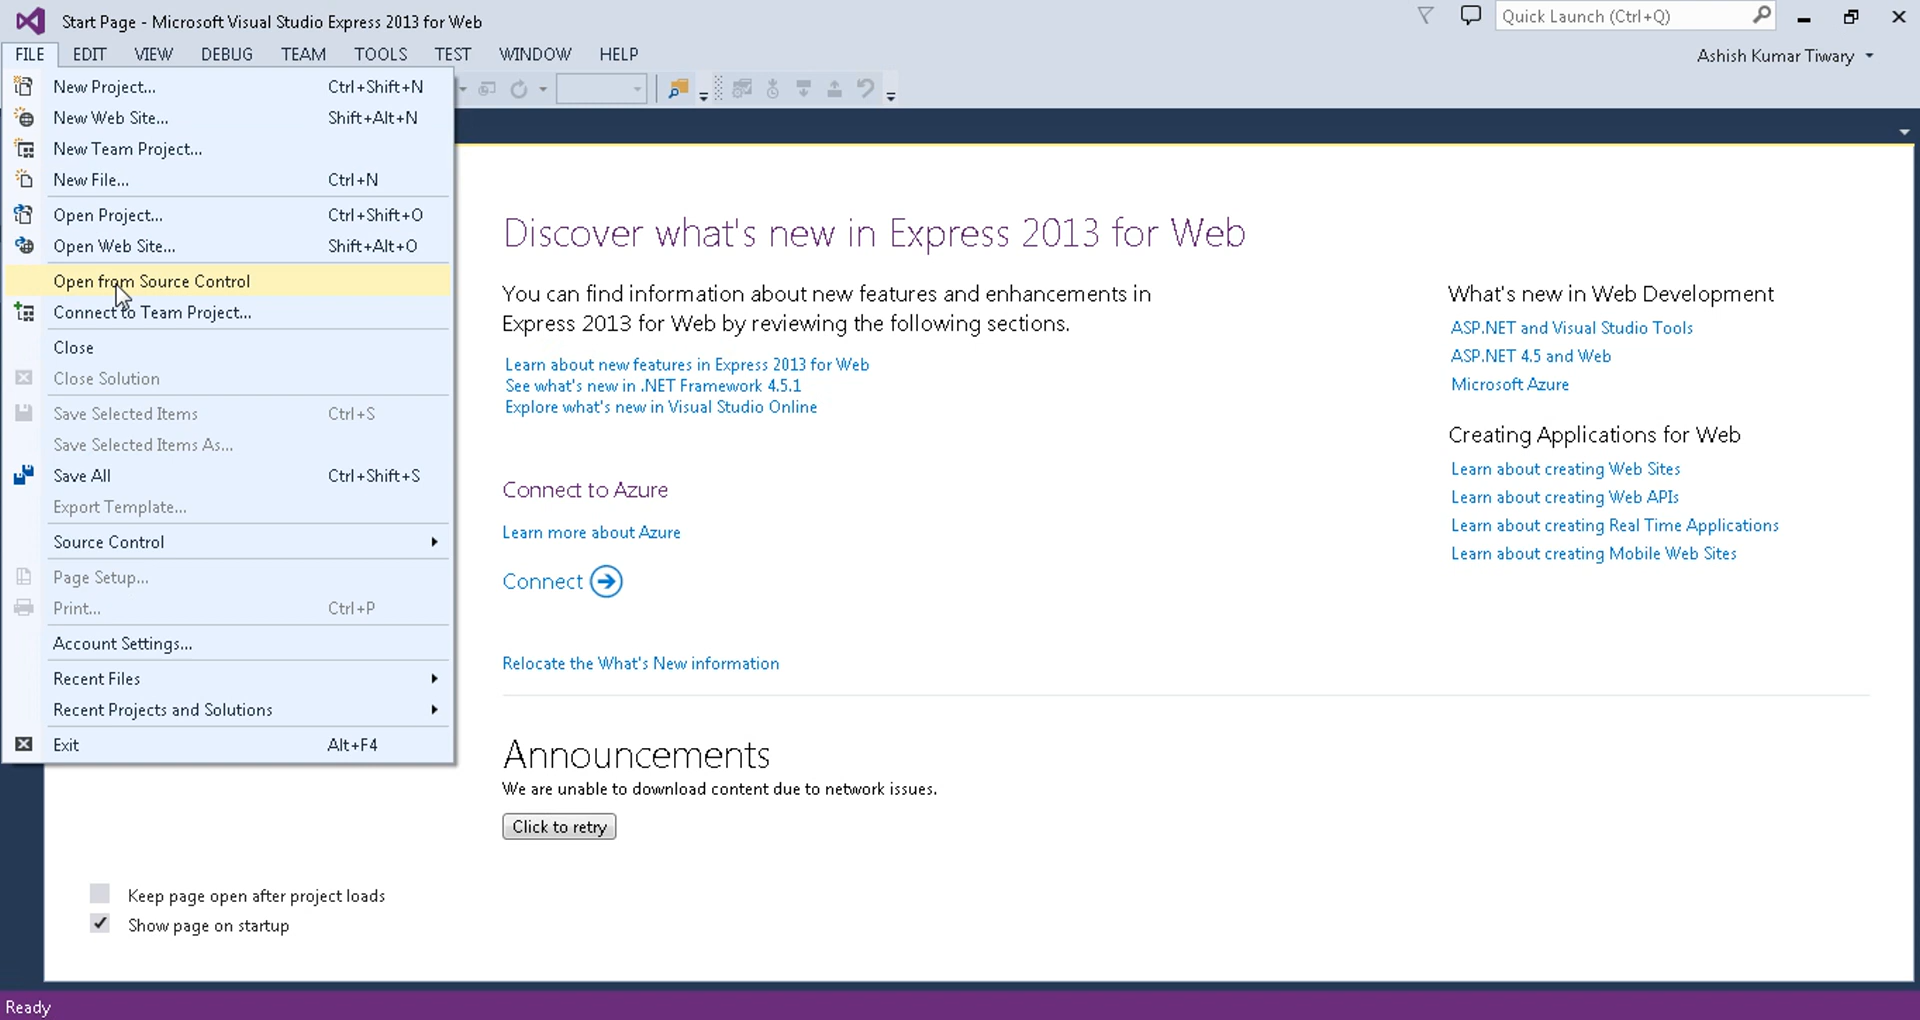 Start Page - Microsoft Visual Studio Express 2013 for Web
Quick Launch (Ctrl+Q)
FILE EDIT VIEW DEBUG TEAM TOOLS TEST WINDOW HELP
Ashish Kumar Tiwary
New Project... Ctrl+Shift+N
New Web Site... Shift+Alt+N
New Team Project...
New File... Ctrl+N
Open Project... Ctrl+Shift+O
Open Web Site... Shift+Alt+O
Open from Source Control
Connect to Team Project...
Close
Close Solution
Save Selected Items Ctrl+S
Save Selected Items As...
Save All Ctrl+Shift+S
Export Template...
Source Control
Page Setup...
Print... Ctrl+P
Account Settings...
Recent Files
Recent Projects and Solutions
Exit Alt+F4
Discover what's new in Express 2013 for Web
You can find information about new features and enhancements in
Express 2013 for Web by reviewing the following sections.
Learn about new features in Express 2013 for Web
See what's new in .NET Framework 4.5.1
Explore what's new in Visual Studio Online
Connect to Azure
Learn more about Azure
Connect
Relocate the What's New information
What's new in Web Development
ASP.NET and Visual Studio Tools
ASP.NET 4.5 and Web
Microsoft Azure
Creating Applications for Web
Learn about creating Web Sites
Learn about creating Web APIs
Learn about creating Real Time Applications
Learn about creating Mobile Web Sites
Announcements
We are unable to download content due to network issues.
Click to retry
Keep page open after project loads
Show page on startup
Ready